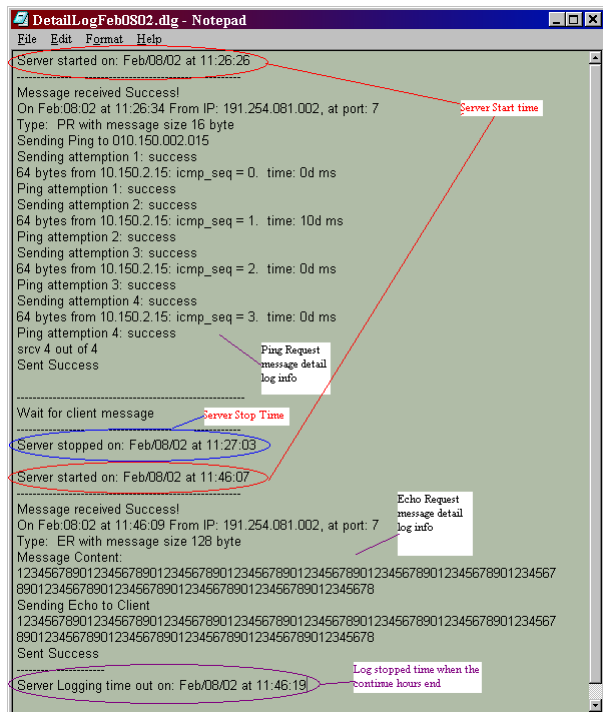 DetailLogFeb0802.dlg - Notepad
File Edit Format Help
Server started on: Feb/08/02 at 11:26:26
------------------------------------------------
Message received Success!
On Feb:08:02 at 11:26:34 From IP: 191.254.081.002, at port: 7
Server Start time
Type:  PR with message size 16 byte
Sending Ping to 010.150.002.015
Sending attemption 1: success
64 bytes from 10.150.2.15: icmp_seq = 0.  time: 0d ms
Ping attemption 1: success
Sending attemption 2: success
64 bytes from 10.150.2.15: icmp_seq = 1.  time: 10d ms
Ping attemption 2: success
Sending attemption 3: success
64 bytes from 10.150.2.15: icmp_seq = 2.  time: 0d ms
Ping attemption 3: success
Sending attemption 4: success
64 bytes from 10.150.2.15: icmp_seq = 3.  time: 0d ms
Ping attemption 4: success
srcv 4 out of 4
Sent Success
Ping Request
message detail
log info
------------------------------------------------
Wait for client message
Server Stop Time
------------------------------------------------
Server stopped on: Feb/08/02 at 11:27:03
Server started on: Feb/08/02 at 11:46:07
------------------------------------------------
Message received Success!
On Feb:08:02 at 11:46:09 From IP: 191.254.081.002, at port: 7
Type:  ER with message size 128 byte
Echo Request
message detail
log info
Message Content:
12345678901234567890123456789012345678901234567890123456789012345678901234567
890123456789012345678901234567890123456789012345678
Sending Echo to Client
12345678901234567890123456789012345678901234567890123456789012345678901234567
890123456789012345678901234567890123456789012345678
Sent Success
-------------------
Server Logging time out on: Feb/08/02 at 11:46:19
Log stopped time when the
continue hours end